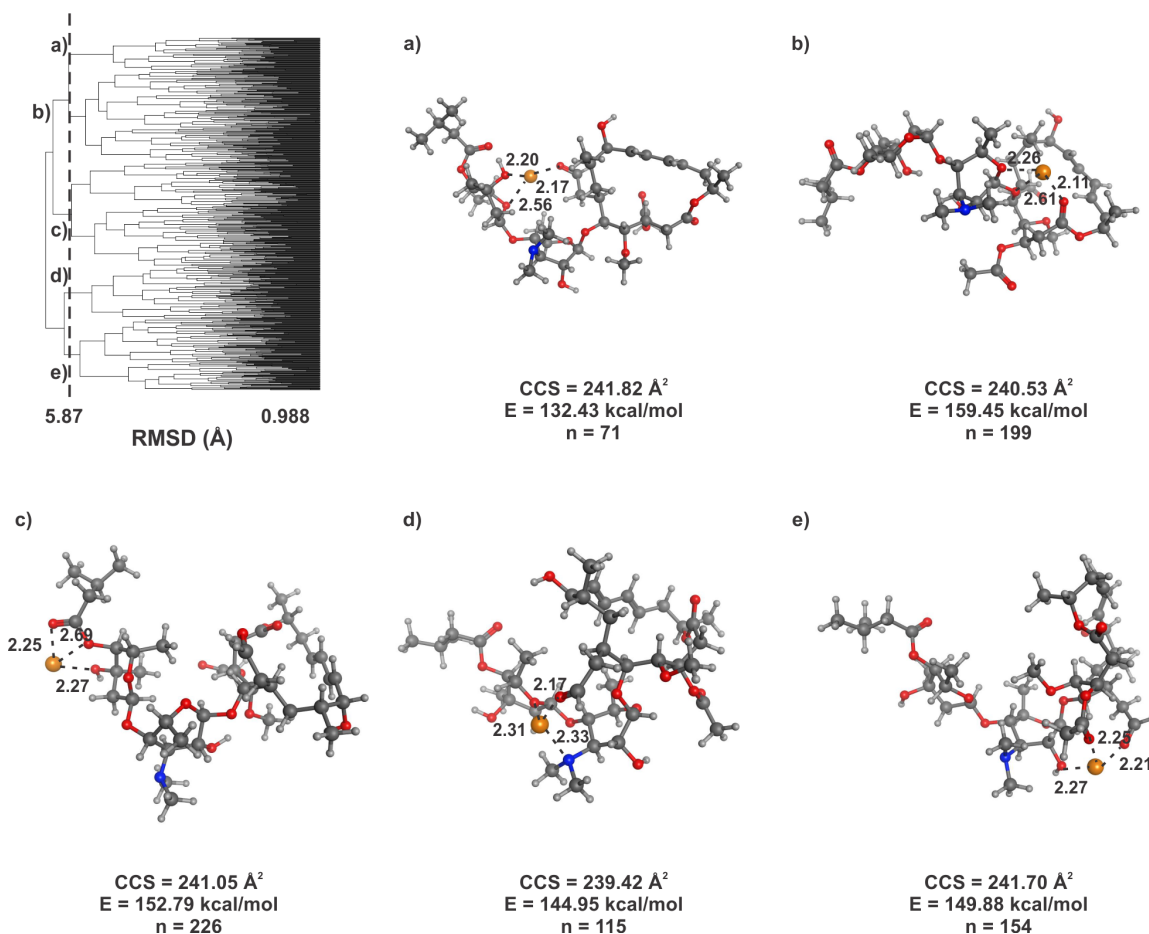 a)
b)
c)
d)
e)
5.87
0.988
RMSD (Å)
a)
2.20
2.17
2.56
CCS = 241.82 Å²
E = 132.43 kcal/mol
n = 71
b)
2.26
2.11
2.61
CCS = 240.53 Å²
E = 159.45 kcal/mol
n = 199
c)
2.69
2.25
2.27
CCS = 241.05 Å²
E = 152.79 kcal/mol
n = 226
d)
2.17
2.31
2.33
CCS = 239.42 Å²
E = 144.95 kcal/mol
n = 115
e)
2.25
2.21
2.27
CCS = 241.70 Å²
E = 149.88 kcal/mol
n = 154